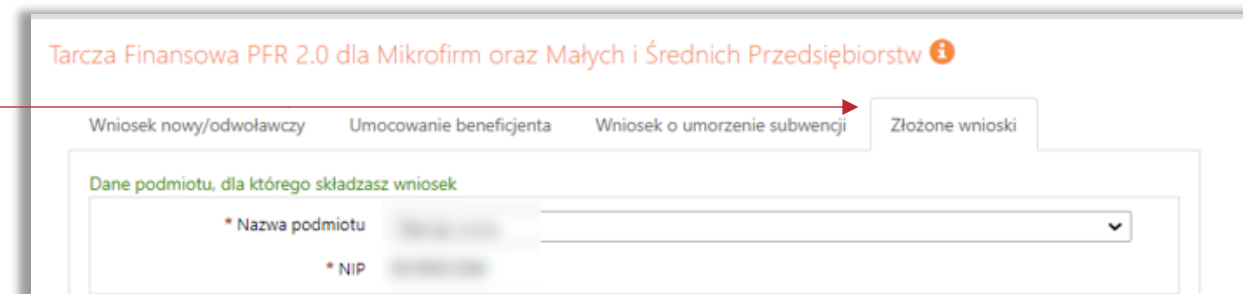 Tarcza Finansowa PFR 2.0 dla Mikrofirm oraz Małych i Średnich Przedsiębiorstw
Wniosek nowy/odwoławczy Umocowanie beneficjenta Wniosek o umorzenie subwencji Złożone wnioski
Dane podmiotu, dla którego składasz wniosek
* Nazwa podmiotu
* NIP